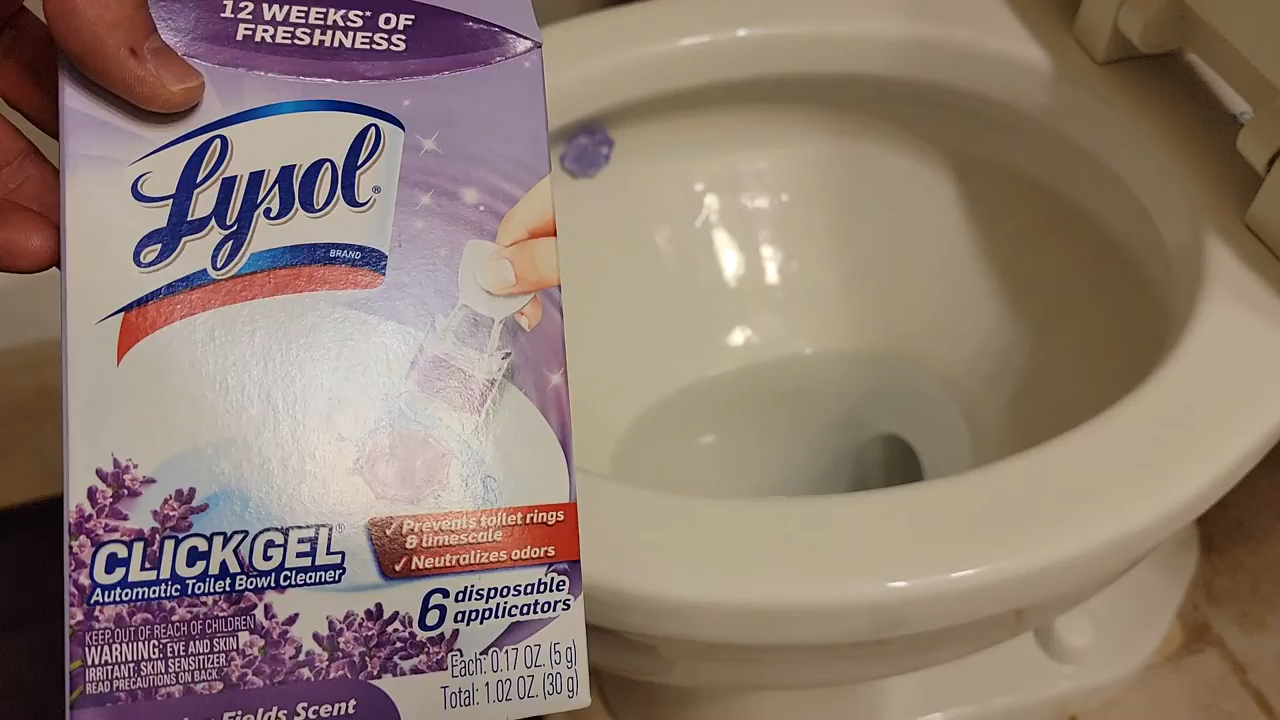 12 WEEKS* OF
FRESHNESS
Lysol®
BRAND
CLICK GEL®
Automatic Toilet Bowl Cleaner
✓ Prevents toilet rings
& limescale
✓ Neutralizes odors
6 disposable
applicators
KEEP OUT OF REACH OF CHILDREN
WARNING: EYE AND SKIN
IRRITANT; SKIN SENSITIZER.
READ PRECAUTIONS ON BACK.
Each: 0.17 OZ. (5 g)
Total: 1.02 OZ. (30 g)
Fields Scent